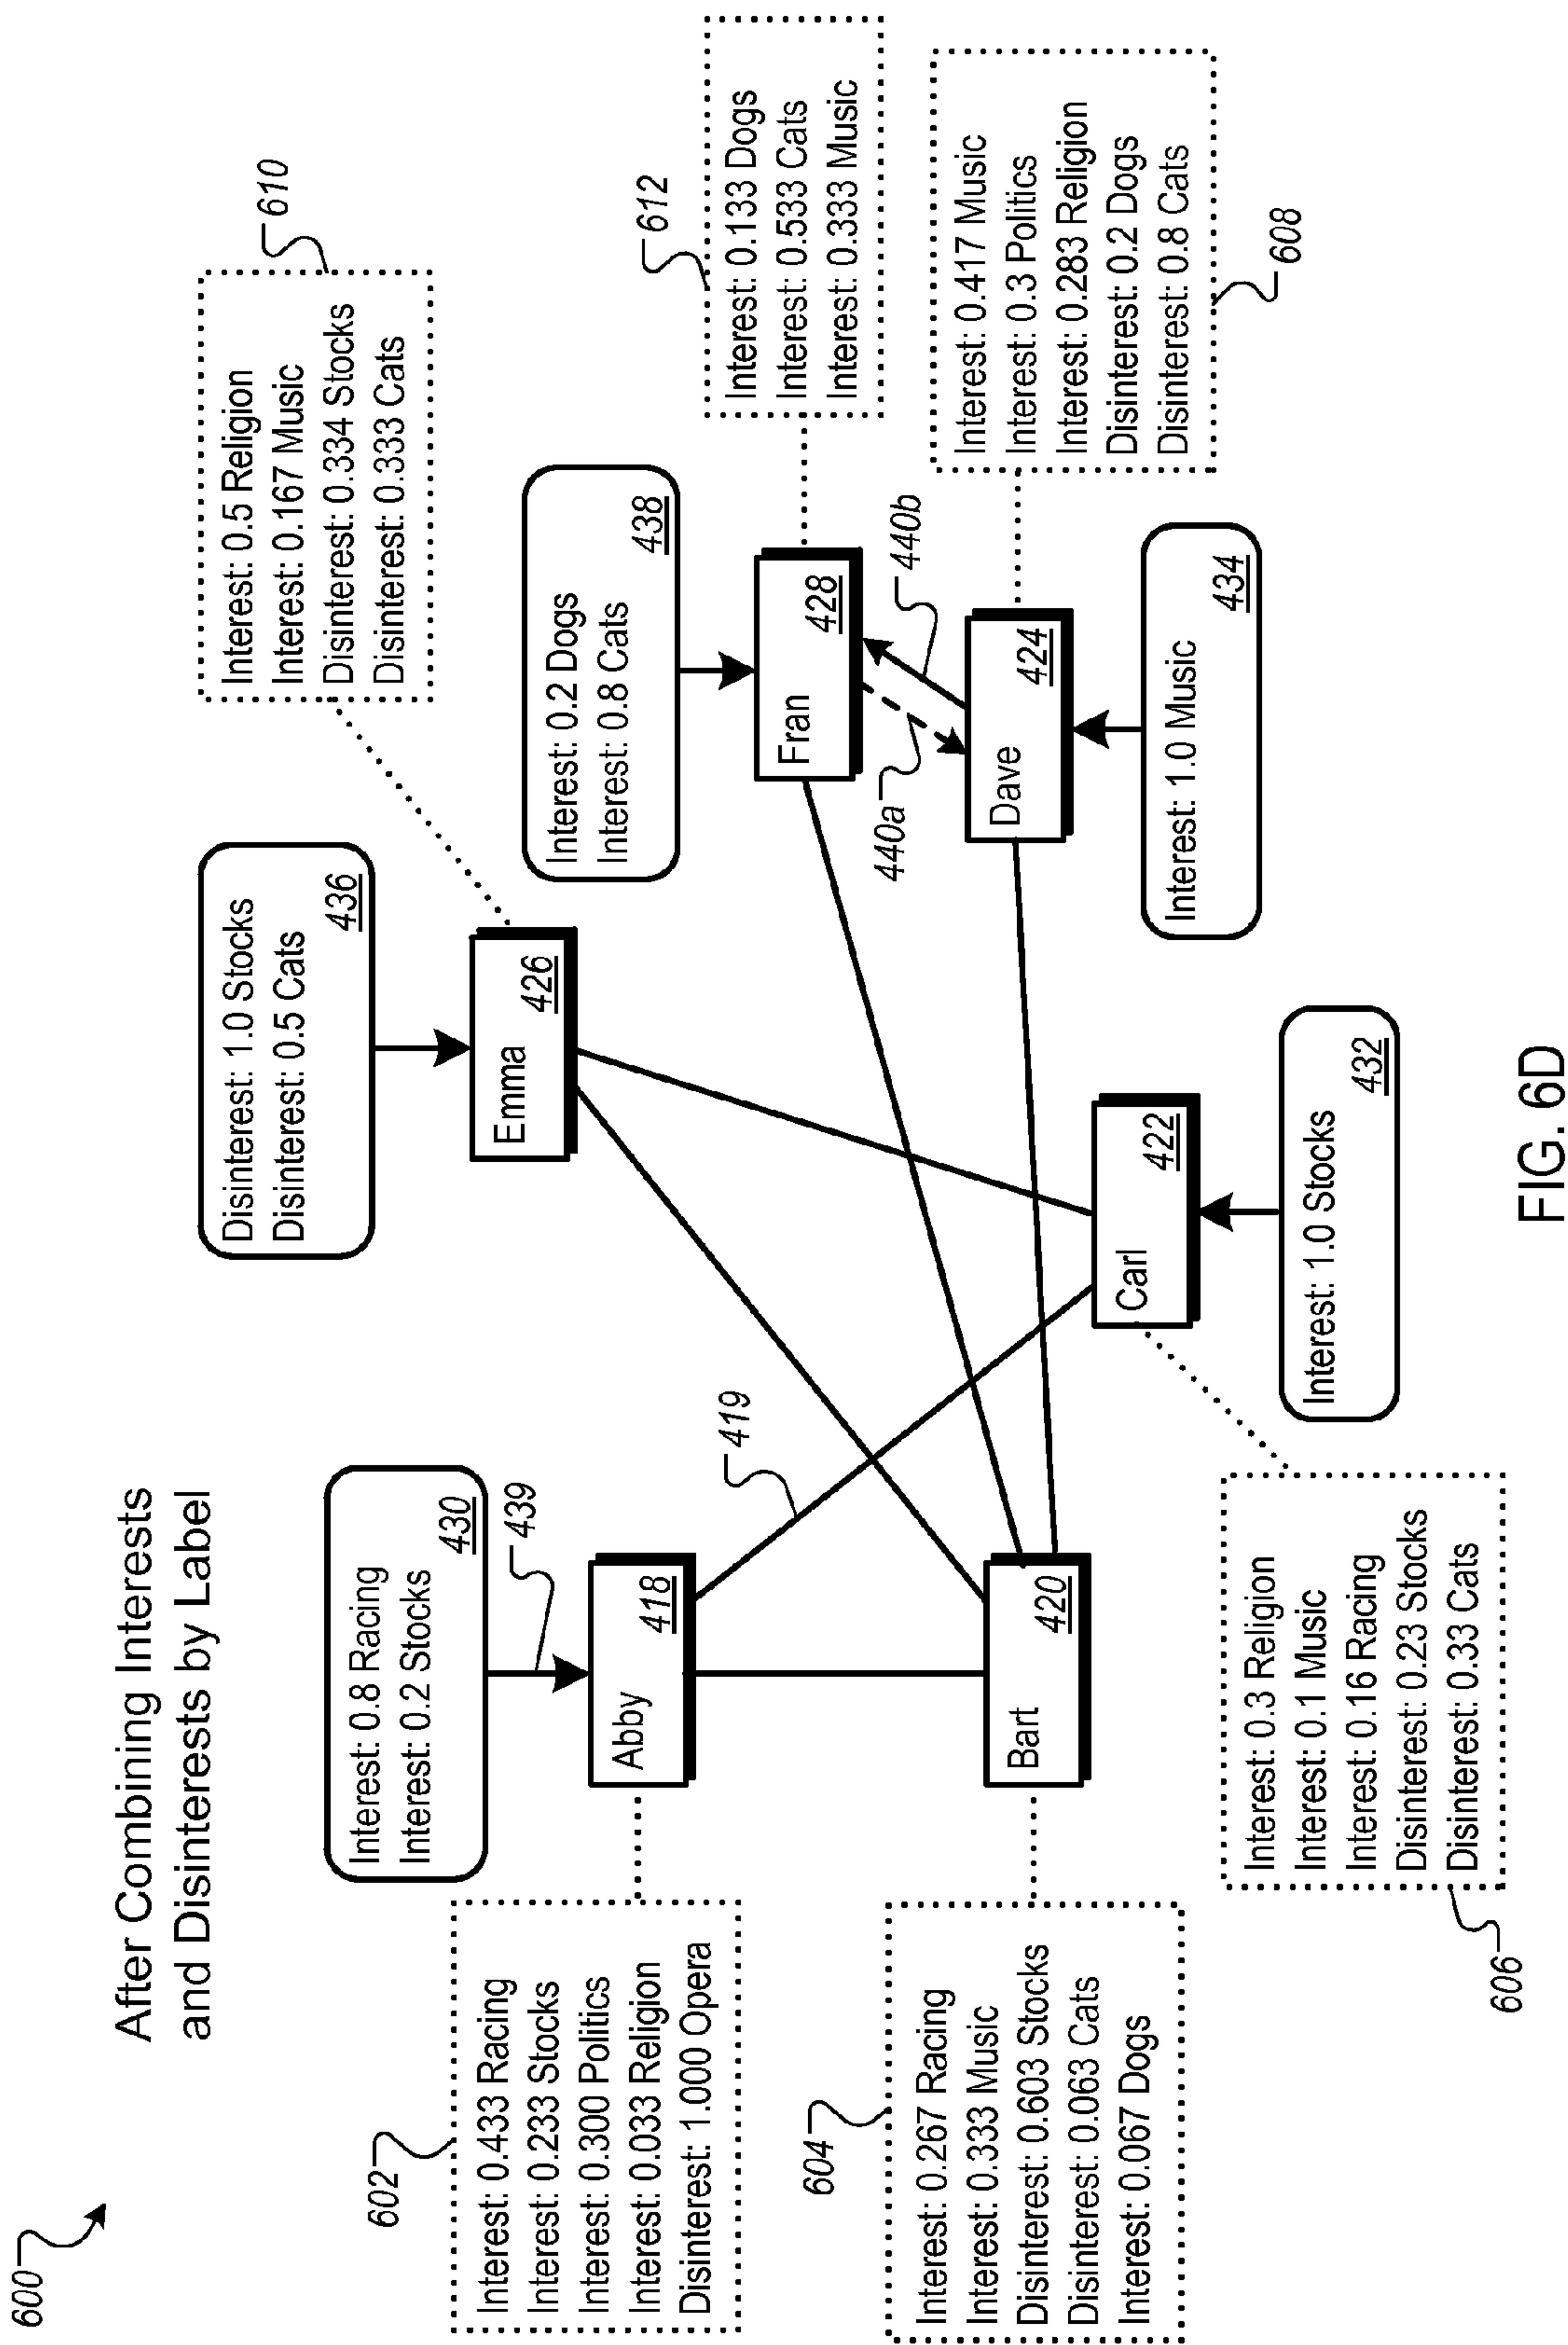 600
After Combining Interests
and Disinterests by Label
602
Interest: 0.433 Racing
Interest: 0.233 Stocks
Interest: 0.300 Politics
Interest: 0.033 Religion
Disinterest: 1.000 Opera
Interest: 0.8 Racing
Interest: 0.2 Stocks
430
439
Abby
418
419
Disinterest: 1.0 Stocks
Disinterest: 0.5 Cats
436
Emma
426
Interest: 0.5 Religion
Interest: 0.167 Music
Disinterest: 0.334 Stocks
Disinterest: 0.333 Cats
610
Interest: 0.2 Dogs
Interest: 0.8 Cats
438
Fran
428
612
Interest: 0.133 Dogs
Interest: 0.533 Cats
Interest: 0.333 Music
440a
440b
604
Interest: 0.267 Racing
Interest: 0.333 Music
Disinterest: 0.603 Stocks
Disinterest: 0.063 Cats
Interest: 0.067 Dogs
Bart
420
Dave
424
Interest: 0.417 Music
Interest: 0.3 Politics
Interest: 0.283 Religion
Disinterest: 0.2 Dogs
Disinterest: 0.8 Cats
608
Interest: 1.0 Music
434
Carl
422
Interest: 1.0 Stocks
432
Interest: 0.3 Religion
Interest: 0.1 Music
Interest: 0.16 Racing
Disinterest: 0.23 Stocks
Disinterest: 0.33 Cats
606
FIG. 6D